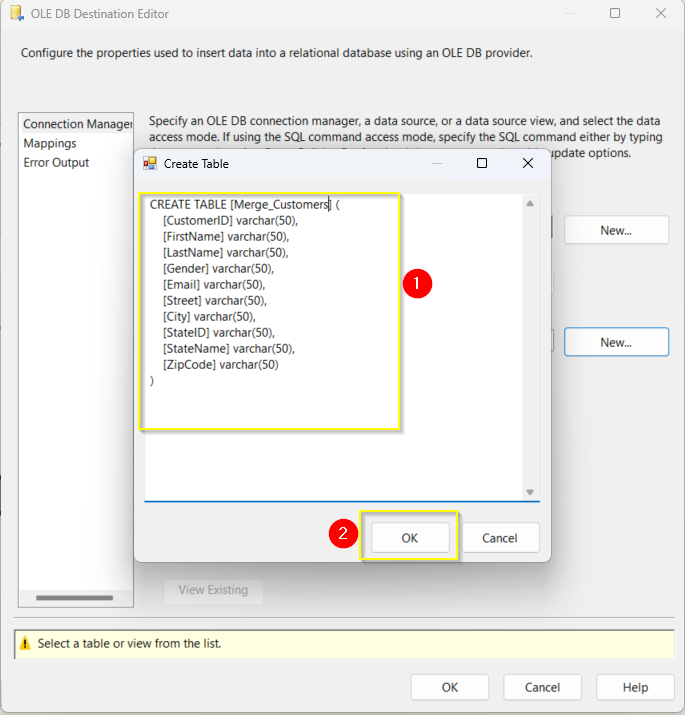 OLE DB Destination Editor
Configure the properties used to insert data into a relational database using an OLE DB provider.
Connection Manager
Mappings
Error Output
Specify an OLE DB connection manager, a data source, or a data source view, and select the data
access mode. If using the SQL command access mode, specify the SQL command either by typing
update options.
Create Table
CREATE TABLE [Merge_Customers] (
[CustomerID] varchar(50),
[FirstName] varchar(50),
[LastName] varchar(50),
[Gender] varchar(50),
[Email] varchar(50),
[Street] varchar(50),
[City] varchar(50),
[StateID] varchar(50),
[StateName] varchar(50),
[ZipCode] varchar(50)
)
1
New...
New...
2
OK
Cancel
View Existing
Select a table or view from the list.
OK
Cancel
Help